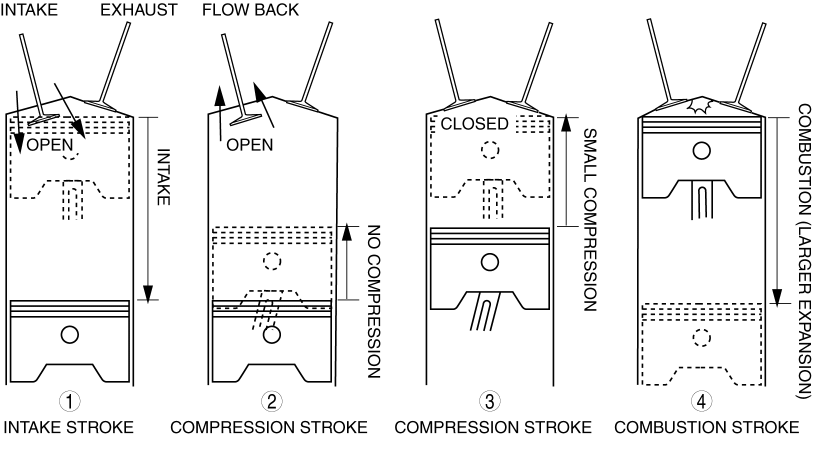 INTAKE
EXHAUST
FLOW BACK
OPEN
INTAKE
OPEN
NO COMPRESSION
CLOSED
SMALL COMPRESSION
COMBUSTION (LARGER EXPANSION)
1
INTAKE STROKE
2
COMPRESSION STROKE
3
COMPRESSION STROKE
4
COMBUSTION STROKE